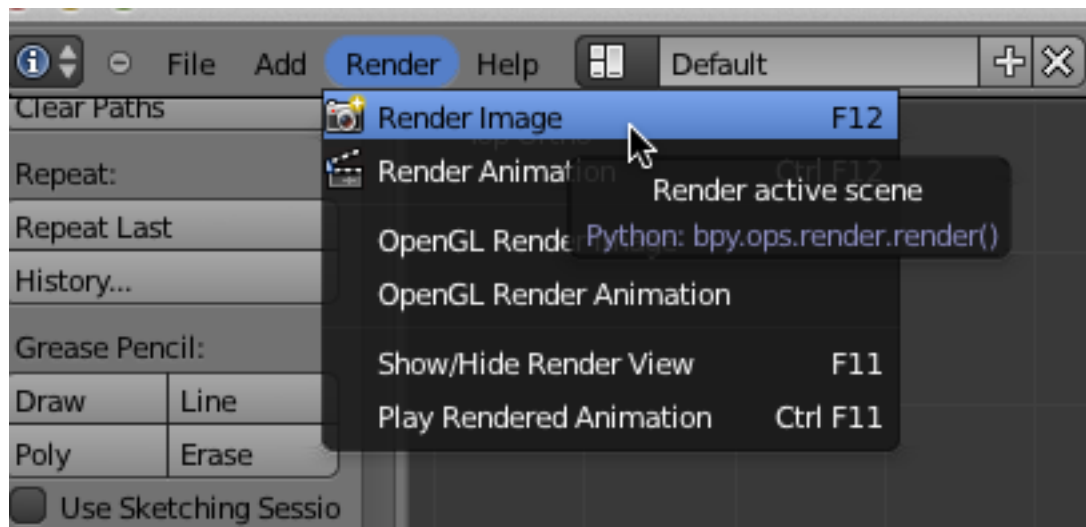 File Add Render Help Default
Clear Paths
Render Image F12
Render Animation Ctrl F12
Render active scene
Python: bpy.ops.render.render()
OpenGL Render
OpenGL Render Animation
Show/Hide Render View F11
Play Rendered Animation Ctrl F11
Repeat:
Repeat Last
History...
Grease Pencil:
Draw Line
Poly Erase
Use Sketching Sessio